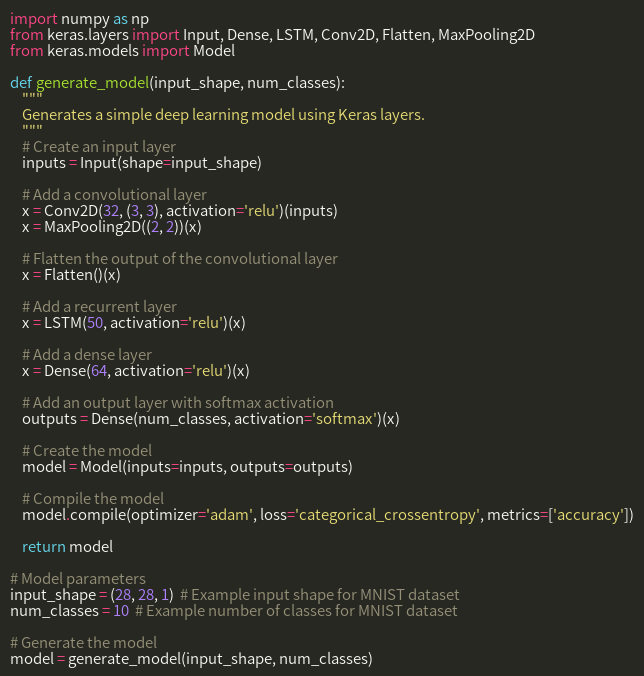 import numpy as np
from keras.layers import Input, Dense, LSTM, Conv2D, Flatten, MaxPooling2D
from keras.models import Model

def generate_model(input_shape, num_classes):
    """
    Generates a simple deep learning model using Keras layers.
    """
    # Create an input layer
    inputs = Input(shape=input_shape)

    # Add a convolutional layer
    x = Conv2D(32, (3, 3), activation='relu')(inputs)
    x = MaxPooling2D((2, 2))(x)

    # Flatten the output of the convolutional layer
    x = Flatten()(x)

    # Add a recurrent layer
    x = LSTM(50, activation='relu')(x)

    # Add a dense layer
    x = Dense(64, activation='relu')(x)

    # Add an output layer with softmax activation
    outputs = Dense(num_classes, activation='softmax')(x)

    # Create the model
    model = Model(inputs=inputs, outputs=outputs)

    # Compile the model
    model.compile(optimizer='adam', loss='categorical_crossentropy', metrics=['accuracy'])

    return model

# Model parameters
input_shape = (28, 28, 1)  # Example input shape for MNIST dataset
num_classes = 10  # Example number of classes for MNIST dataset

# Generate the model
model = generate_model(input_shape, num_classes)